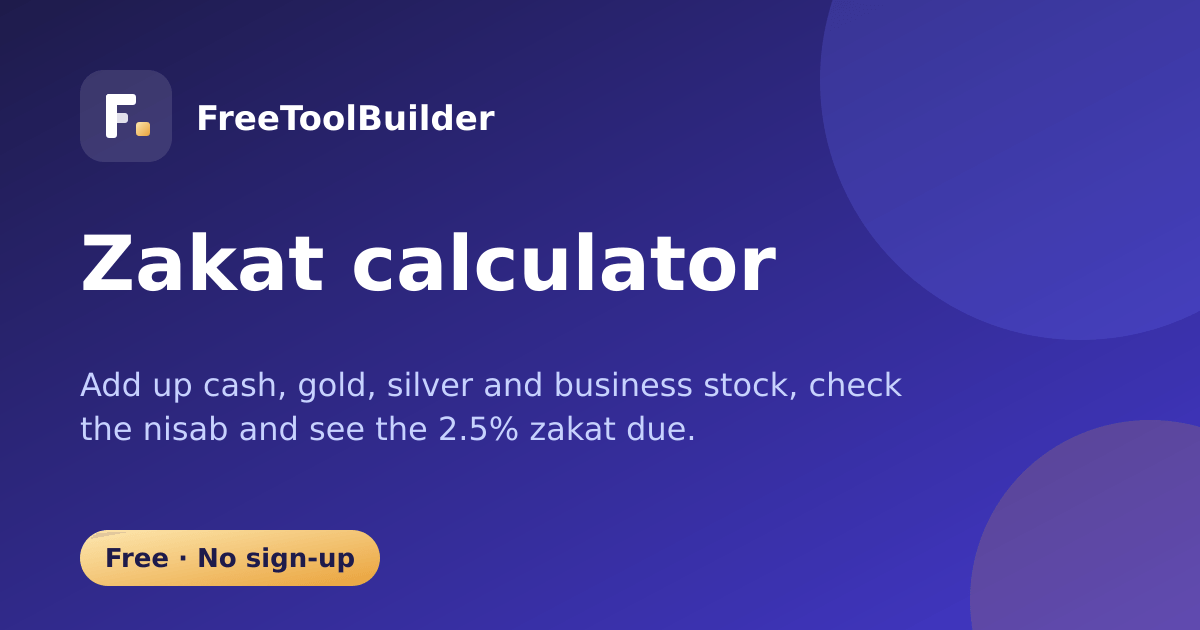 FreeToolBuilder
Zakat calculator
Add up cash, gold, silver and business stock, check
the nisab and see the 2.5% zakat due.
Free · No sign-up